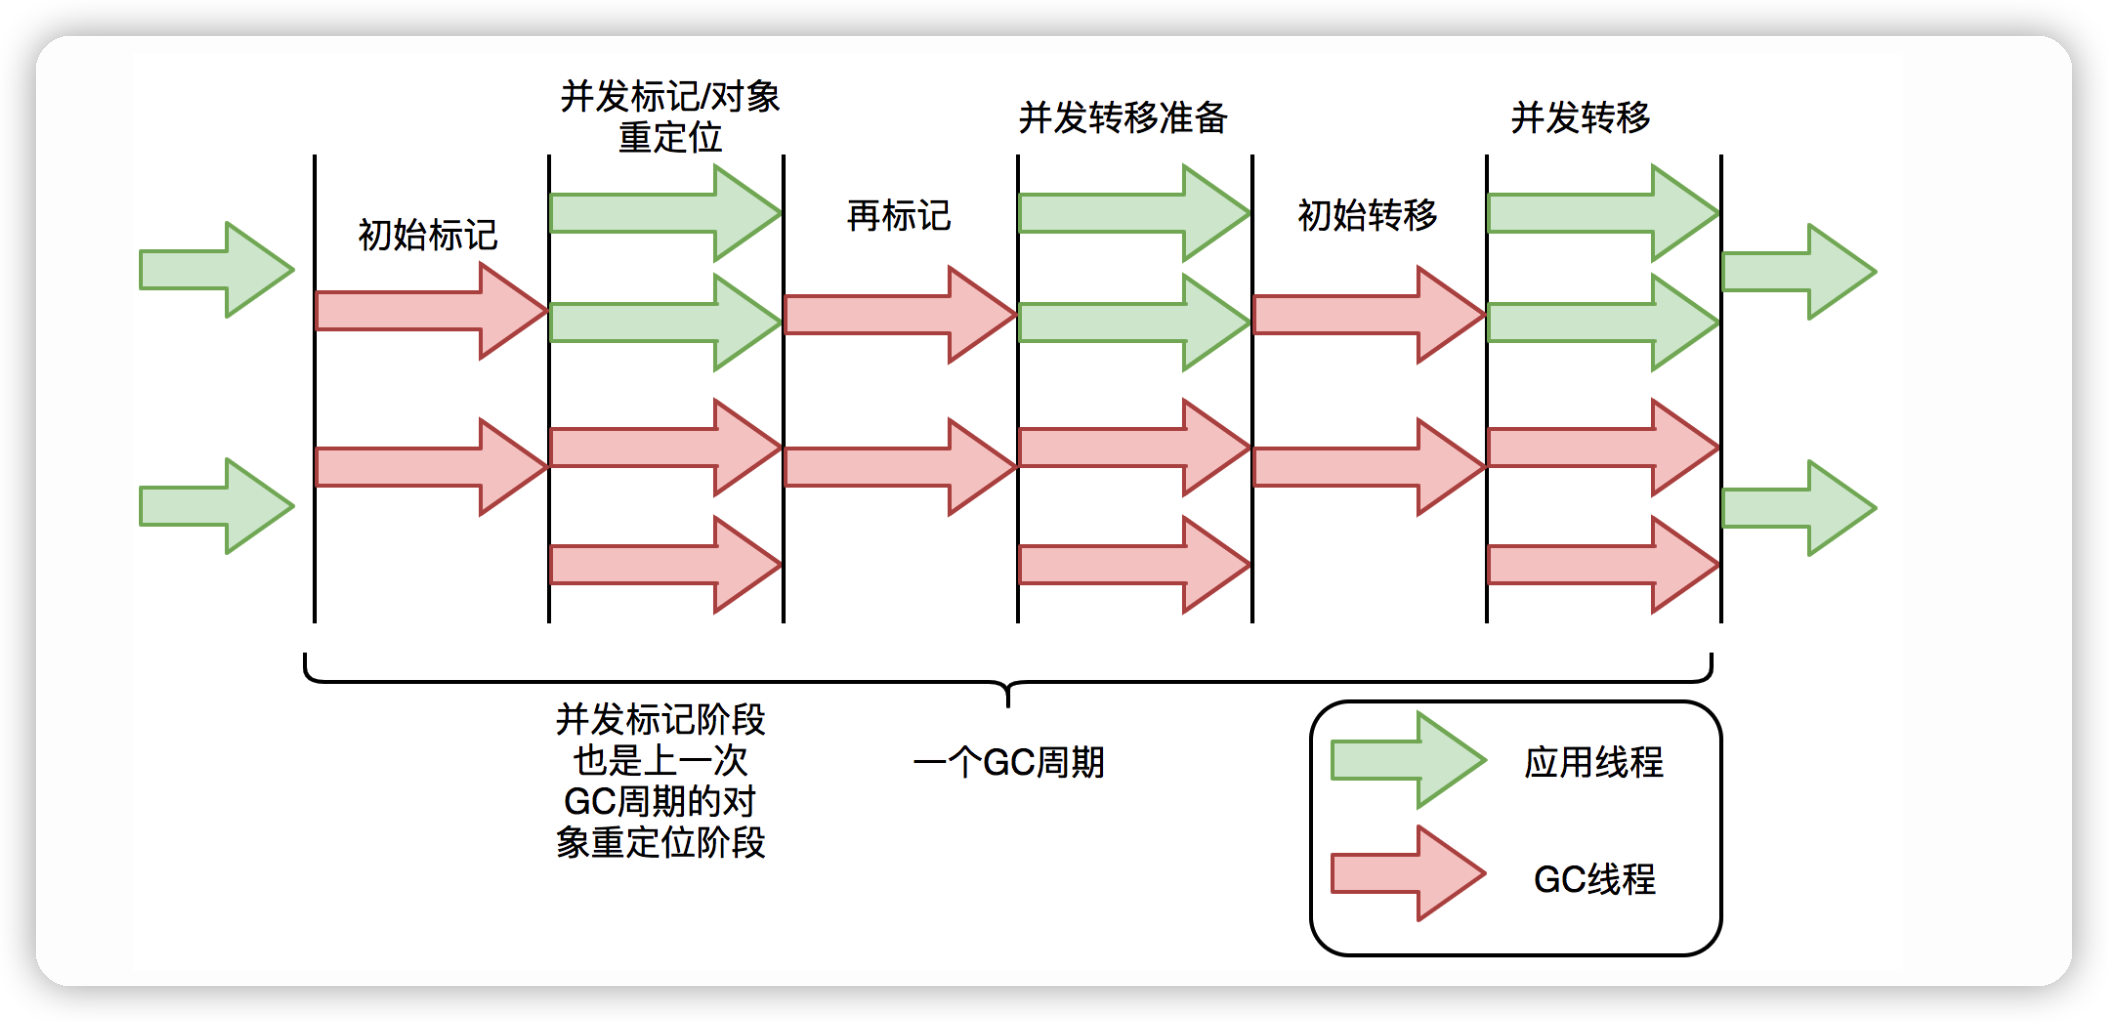 并发标记/对象
重定位
并发转移准备
并发转移
初始标记
再标记
初始转移
并发标记阶段
也是上一次
GC周期的对
象重定位阶段
一个GC周期
应用线程
GC线程